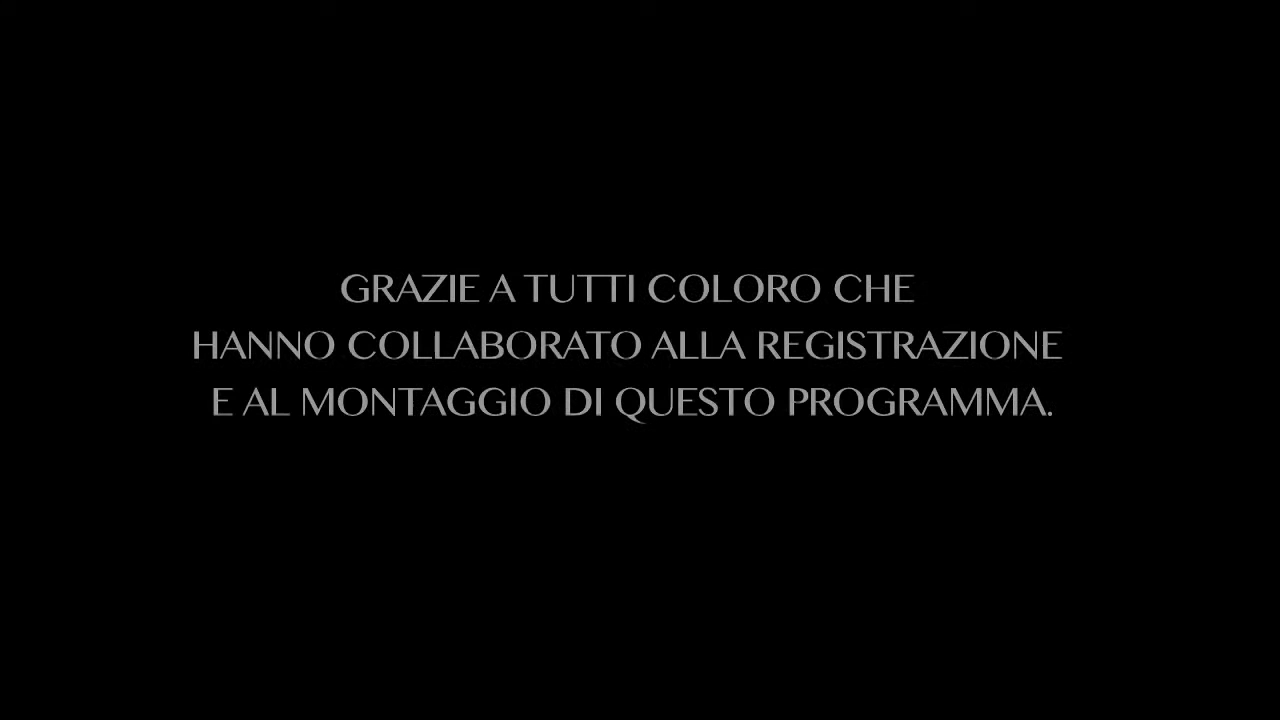 GRAZIE A TUTTI COLORO CHE
HANNO COLLABORATO ALLA REGISTRAZIONE
E AL MONTAGGIO DI QUESTO PROGRAMMA.